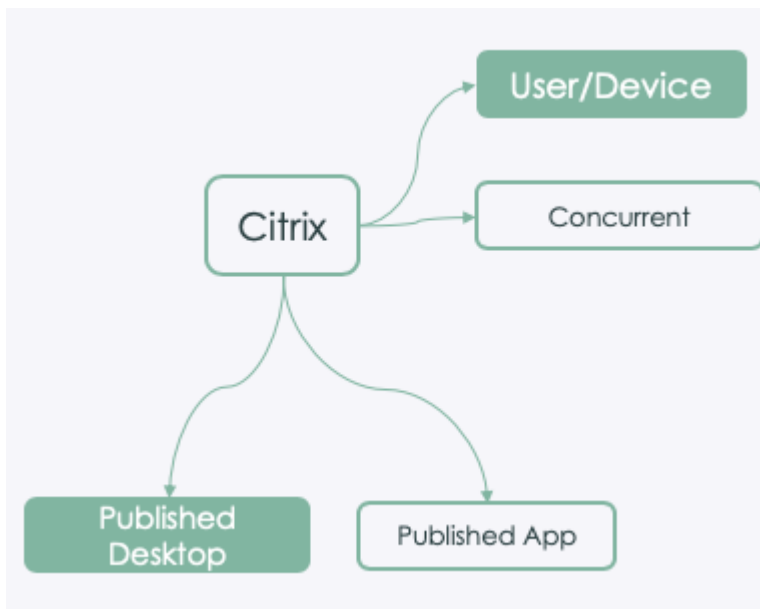 User/Device
Citrix
Concurrent
Published
Desktop
Published App